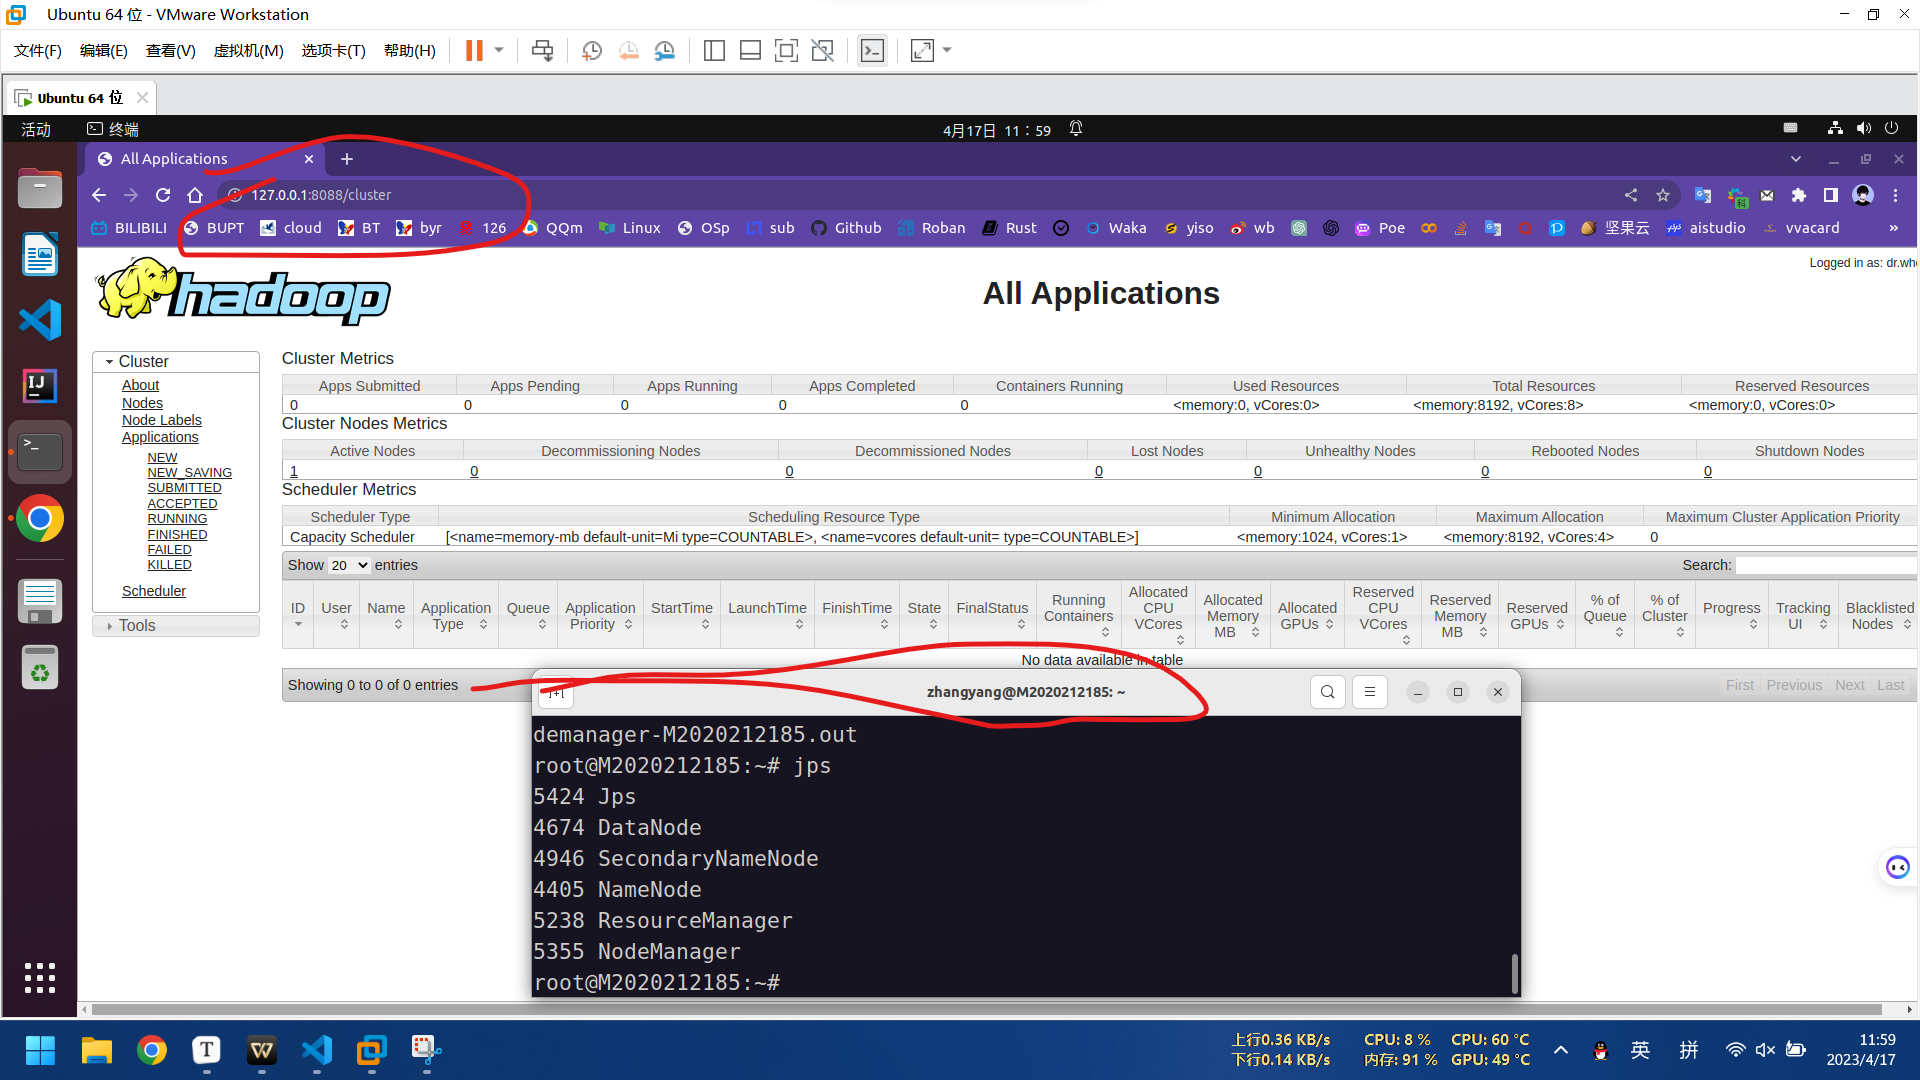 Ubuntu 64 位 - VMware Workstation
文件(F) 编辑(E) 查看(V) 虚拟机(M) 选项卡(T) 帮助(H)
Ubuntu 64 位
活动 终端 4月17日 11：59
All Applications
127.0.0.1:8088/cluster
BILIBILI BUPT cloud BT byr 126 QQm Linux OSp sub Github Roban Rust Waka yiso wb Poe 坚果云 aistudio vvacard »
hadoop
All Applications
Logged in as: dr.who
Cluster
About
Nodes
Node Labels
Applications
NEW
NEW_SAVING
SUBMITTED
ACCEPTED
RUNNING
FINISHED
FAILED
KILLED
Scheduler
Tools
Cluster Metrics
Apps Submitted Apps Pending Apps Running Apps Completed Containers Running Used Resources Total Resources Reserved Resources
0 0 0 0 0 <memory:0, vCores:0> <memory:8192, vCores:8> <memory:0, vCores:0>
Cluster Nodes Metrics
Active Nodes Decommissioning Nodes Decommissioned Nodes Lost Nodes Unhealthy Nodes Rebooted Nodes Shutdown Nodes
1 0 0 0 0 0 0
Scheduler Metrics
Scheduler Type Scheduling Resource Type Minimum Allocation Maximum Allocation Maximum Cluster Application Priority
Capacity Scheduler [<name=memory-mb default-unit=Mi type=COUNTABLE>, <name=vcores default-unit= type=COUNTABLE>] <memory:1024, vCores:1> <memory:8192, vCores:4> 0
Show 20 entries Search:
ID User Name Application Type Queue Application Priority StartTime LaunchTime FinishTime State FinalStatus Running Containers Allocated CPU VCores Allocated Memory MB Allocated GPUs Reserved CPU VCores Reserved Memory MB Reserved GPUs % of Queue % of Cluster Progress Tracking UI Blacklisted Nodes
No data available in table
Showing 0 to 0 of 0 entries First Previous Next Last
zhangyang@M2020212185: ~
demanager-M2020212185.out
root@M2020212185:~# jps
5424 Jps
4674 DataNode
4946 SecondaryNameNode
4405 NameNode
5238 ResourceManager
5355 NodeManager
root@M2020212185:~#
上行0.36 KB/s CPU: 8 % CPU: 60 °C
下行0.14 KB/s 内存: 91 % GPU: 49 °C
英 拼
11:59
2023/4/17